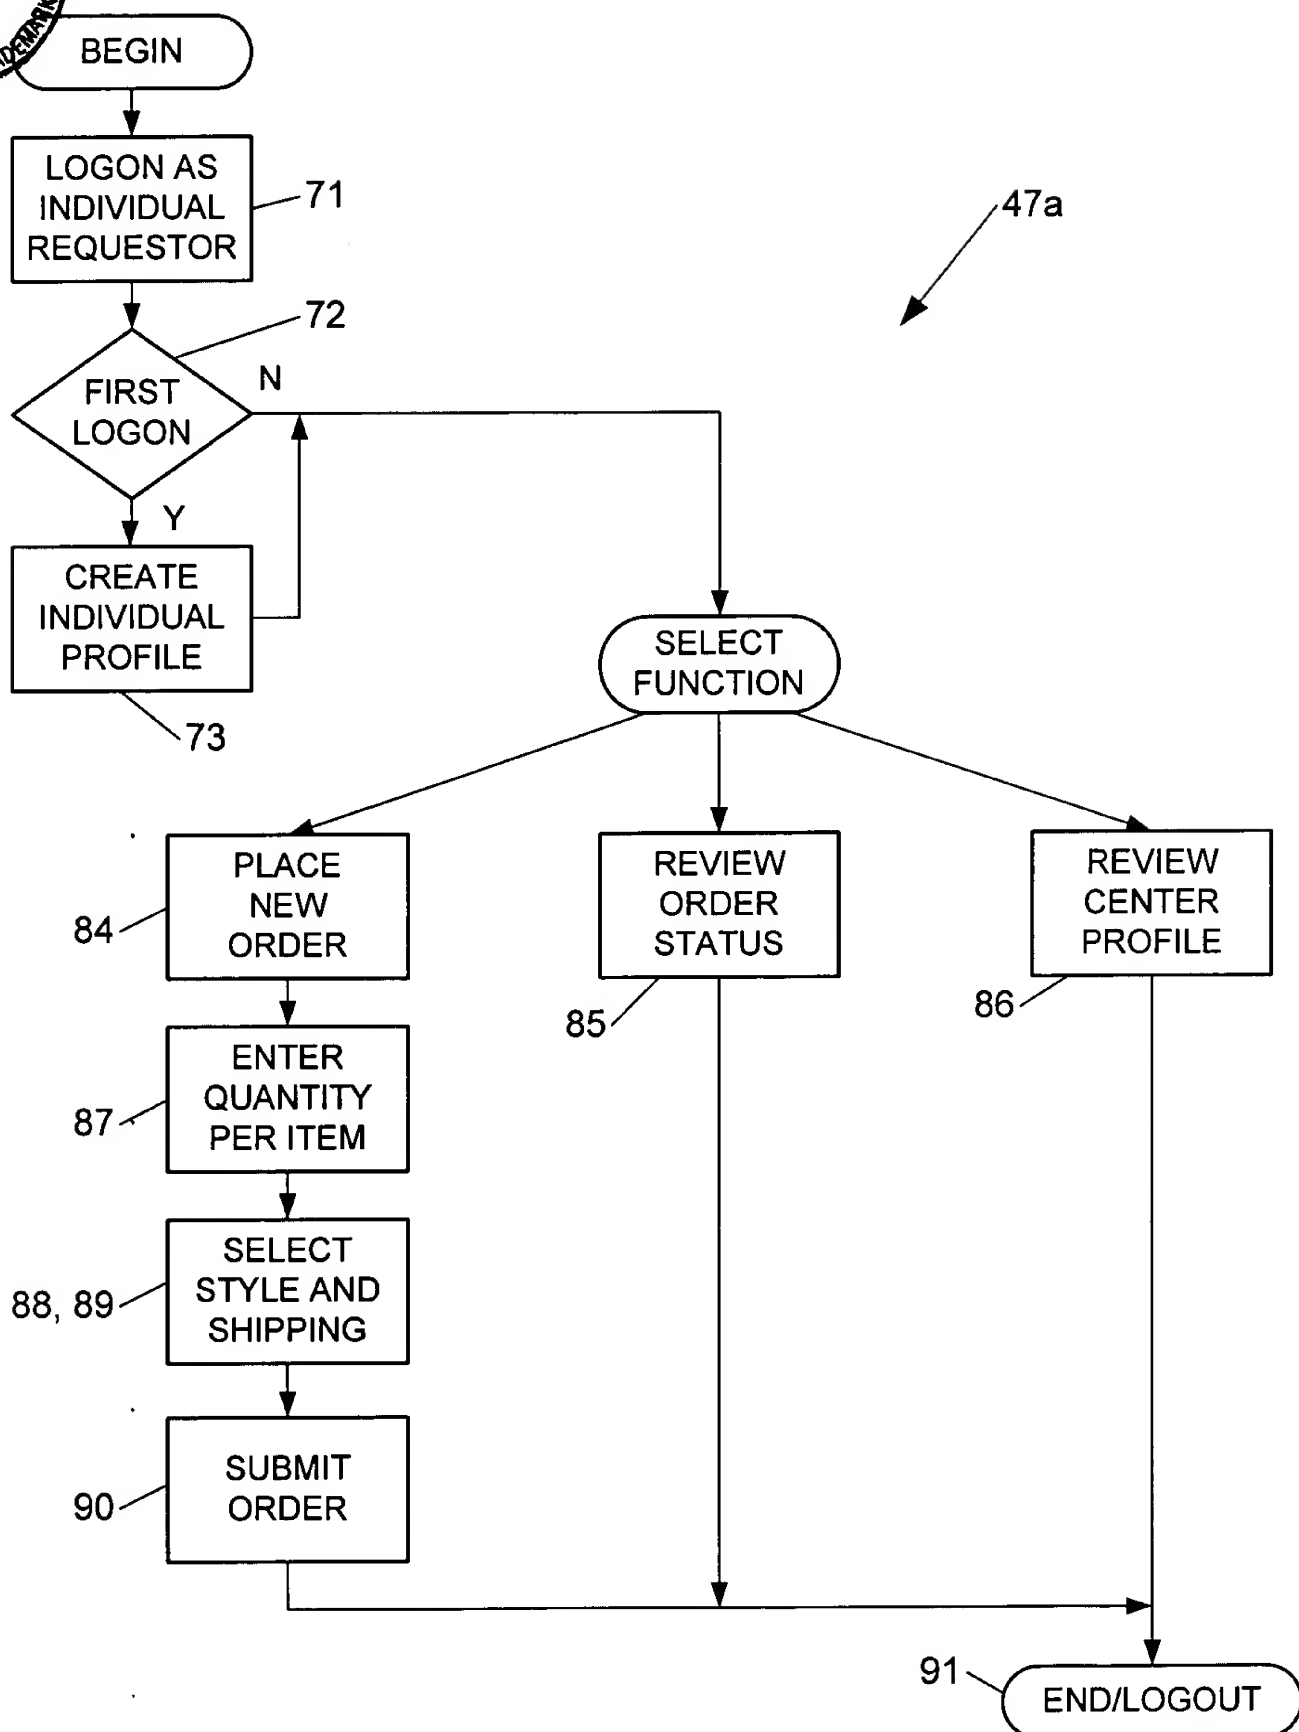 BEGIN
LOGON AS
INDIVIDUAL
REQUESTOR
71
47a
72
FIRST
LOGON
N
Y
CREATE
INDIVIDUAL
PROFILE
73
SELECT
FUNCTION
PLACE
NEW
ORDER
84
REVIEW
ORDER
STATUS
85
REVIEW
CENTER
PROFILE
86
ENTER
QUANTITY
PER ITEM
87
SELECT
STYLE AND
SHIPPING
88, 89
SUBMIT
ORDER
90
91
END/LOGOUT